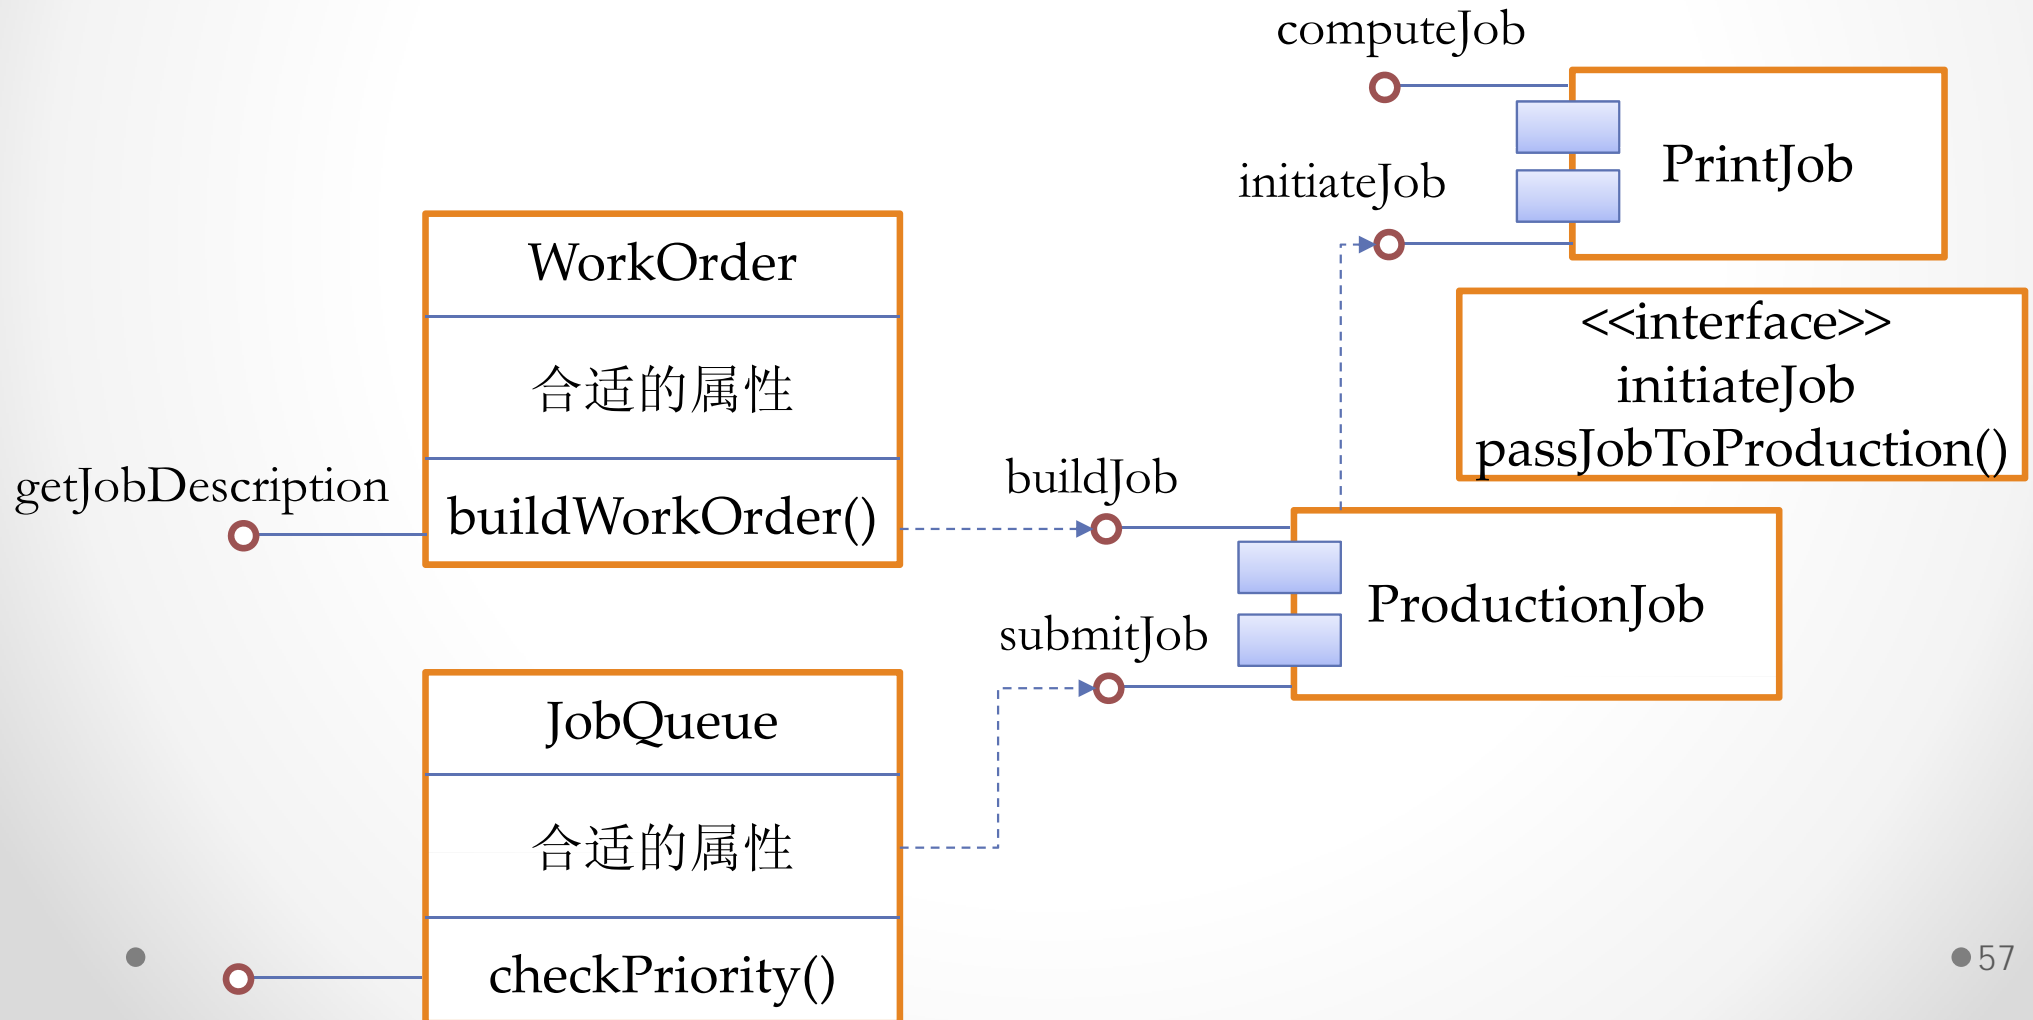 computeJob
PrintJob
initiateJob
WorkOrder
<<interface>>
initiateJob
passJobToProduction()
合适的属性
getJobDescription
buildWorkOrder()
buildJob
ProductionJob
submitJob
JobQueue
合适的属性
checkPriority()
57